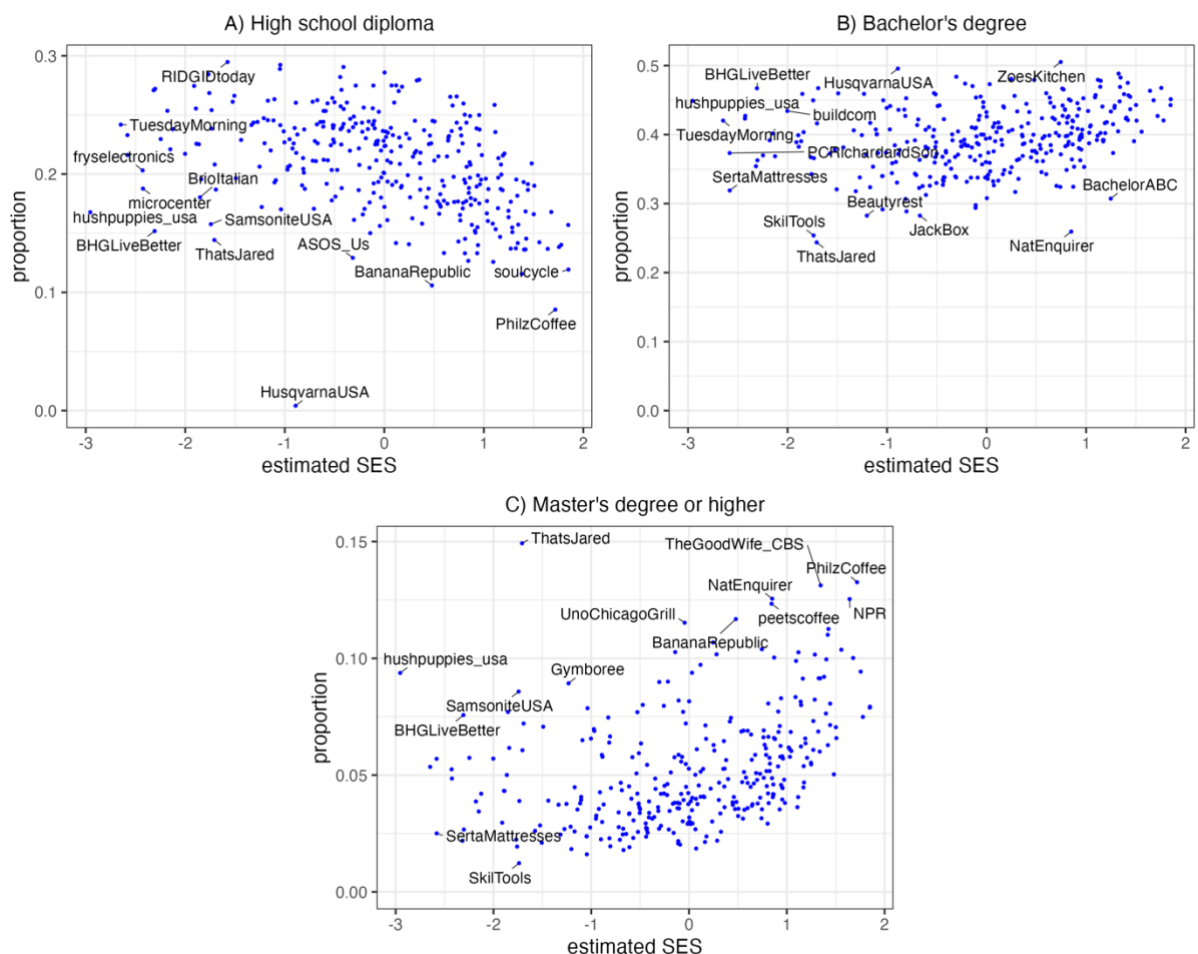 A) High school diploma
0.3
0.2
0.1
0.0
proportion
RIDGIDtoday
TuesdayMorning
fryselectronics
BrioItalian
microcenter
hushpuppies_usa
SamsoniteUSA
BHGLiveBetter
ThatsJared
ASOS_Us
BananaRepublic
soulcycle
PhilzCoffee
HusqvarnaUSA
-3 -2 -1 0 1 2
estimated SES
B) Bachelor's degree
0.5
0.4
0.3
0.2
0.1
0.0
proportion
BHGLiveBetter
HusqvarnaUSA
ZoesKitchen
hushpuppies_usa
buildcom
TuesdayMorning
PCRichardandSon
SertaMattresses
BachelorABC
Beautyrest
SkilTools
JackBox
NatEnquirer
ThatsJared
-3 -2 -1 0 1 2
estimated SES
C) Master's degree or higher
0.15
0.10
0.05
0.00
proportion
ThatsJared
TheGoodWife_CBS
PhilzCoffee
NatEnquirer
UnoChicagoGrill
peetscoffee
NPR
BananaRepublic
hushpuppies_usa
Gymboree
SamsoniteUSA
BHGLiveBetter
SertaMattresses
SkilTools
-3 -2 -1 0 1 2
estimated SES